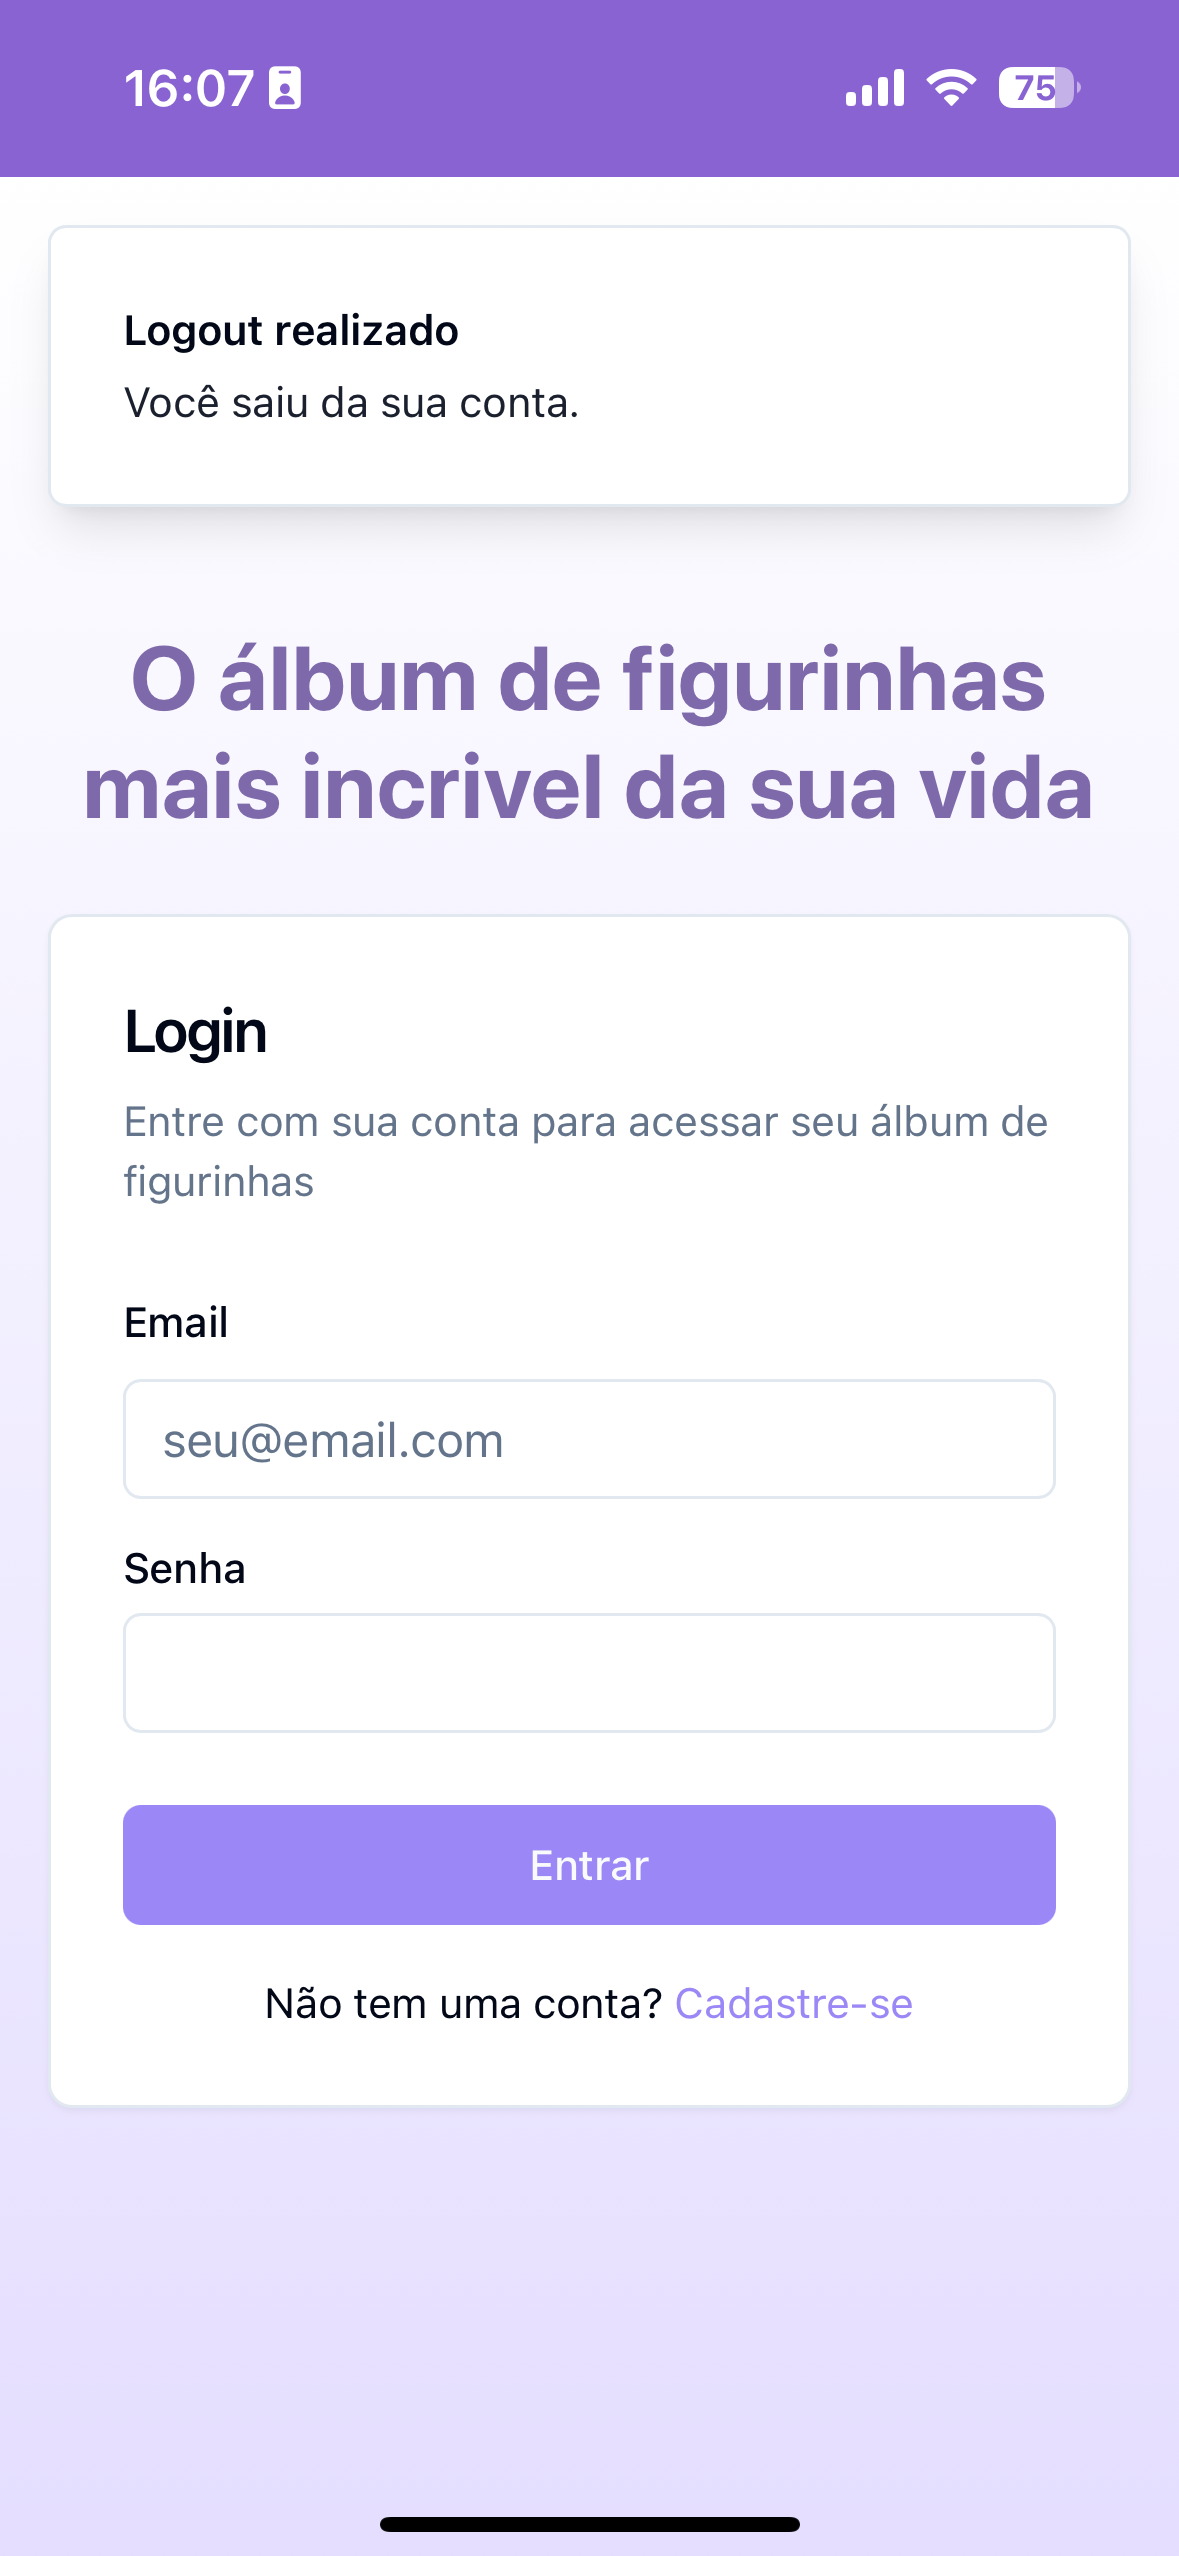 16:07
75
Logout realizado
Você saiu da sua conta.
O álbum de figurinhas
mais incrivel da sua vida
Login
Entre com sua conta para acessar seu álbum de
figurinhas
Email
seu@email.com
Senha
Entrar
Não tem uma conta? Cadastre-se